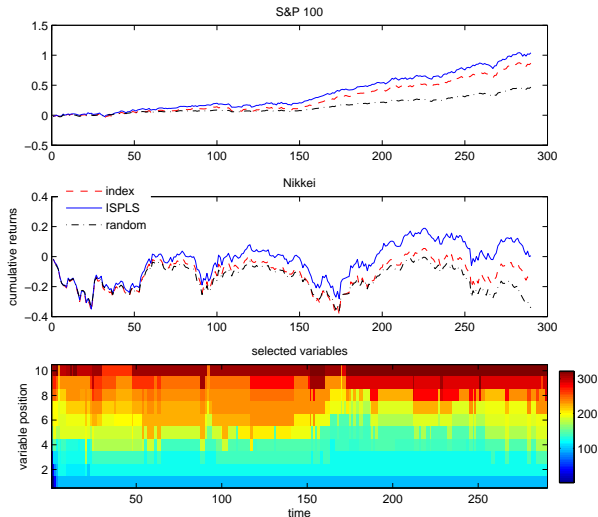 S&P 100
1.5
1
0.5
0
−0.5
0 50 100 150 200 250 300
Nikkei
0.4
0.2
0
−0.2
−0.4
cumulative returns
index
ISPLS
random
0 50 100 150 200 250 300
selected variables
10
8
6
4
2
variable position
50 100 150 200 250
time
300
200
100